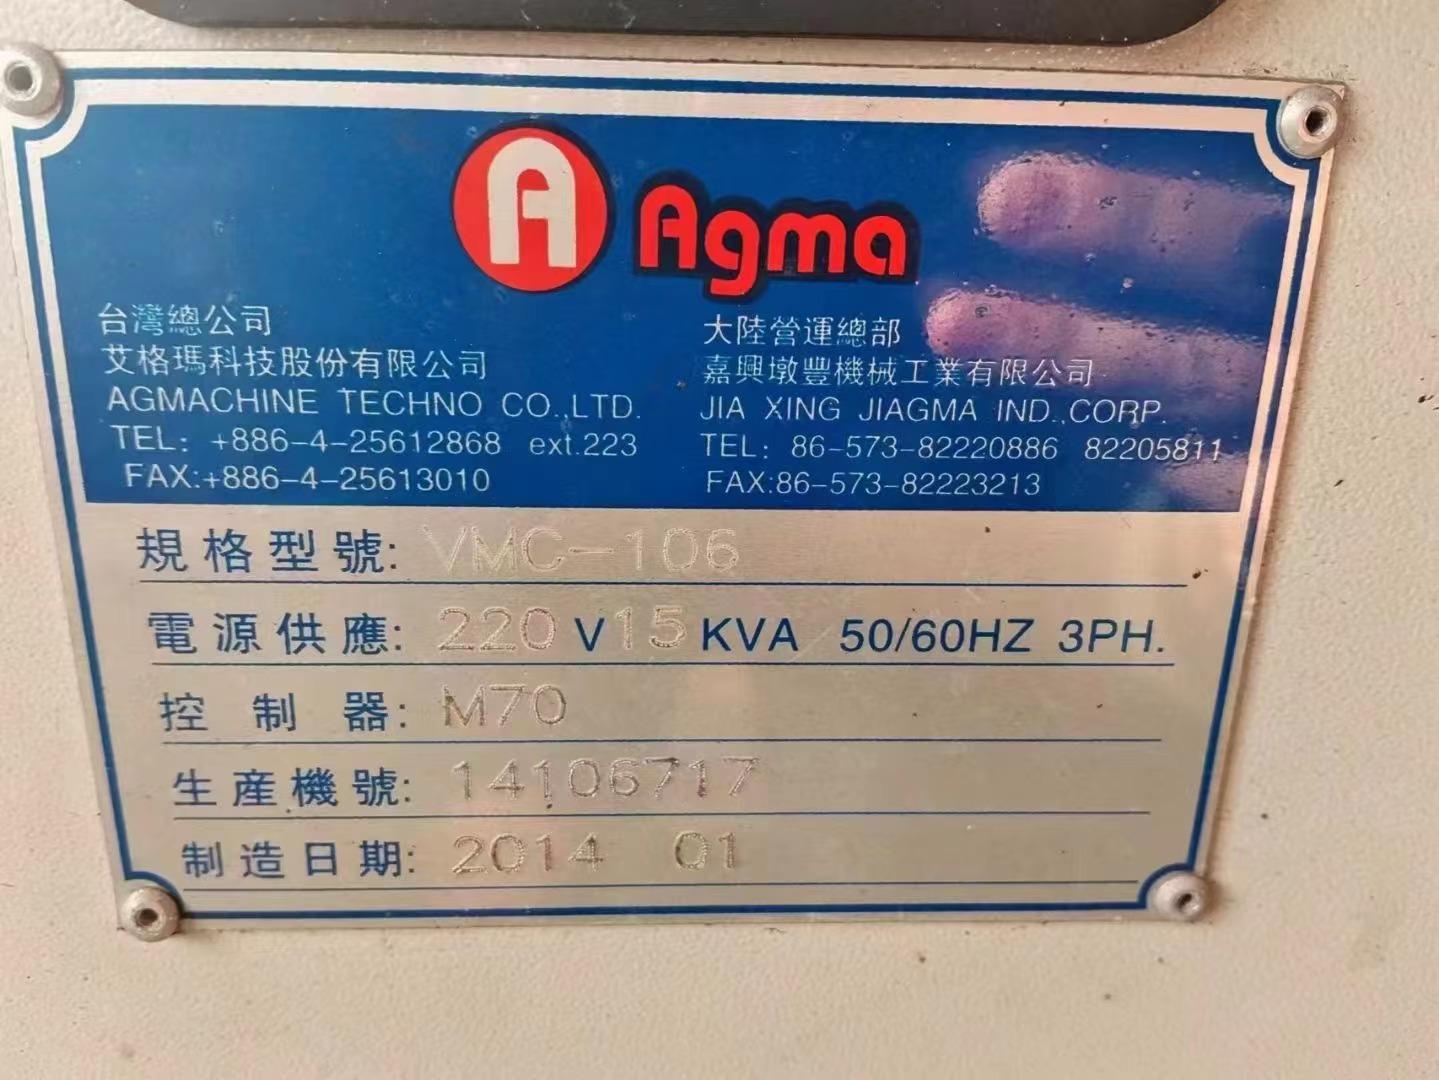 A Agma
台灣總公司
艾格瑪科技股份有限公司
AGMACHINE TECHNO CO.,LTD.
TEL: +886-4-25612868 ext.223
FAX:+886-4-25613010
大陸營運總部
嘉興墩豐機械工業有限公司
JIA XING JIAGMA IND.,CORP.
TEL: 86-573-82220886 82205811
FAX:86-573-82223213
規格型號: VMC-106
電源供應: 220 V 15 KVA 50/60HZ 3PH.
控制器: M70
生産機號: 14106717
制造日期: 2014 01